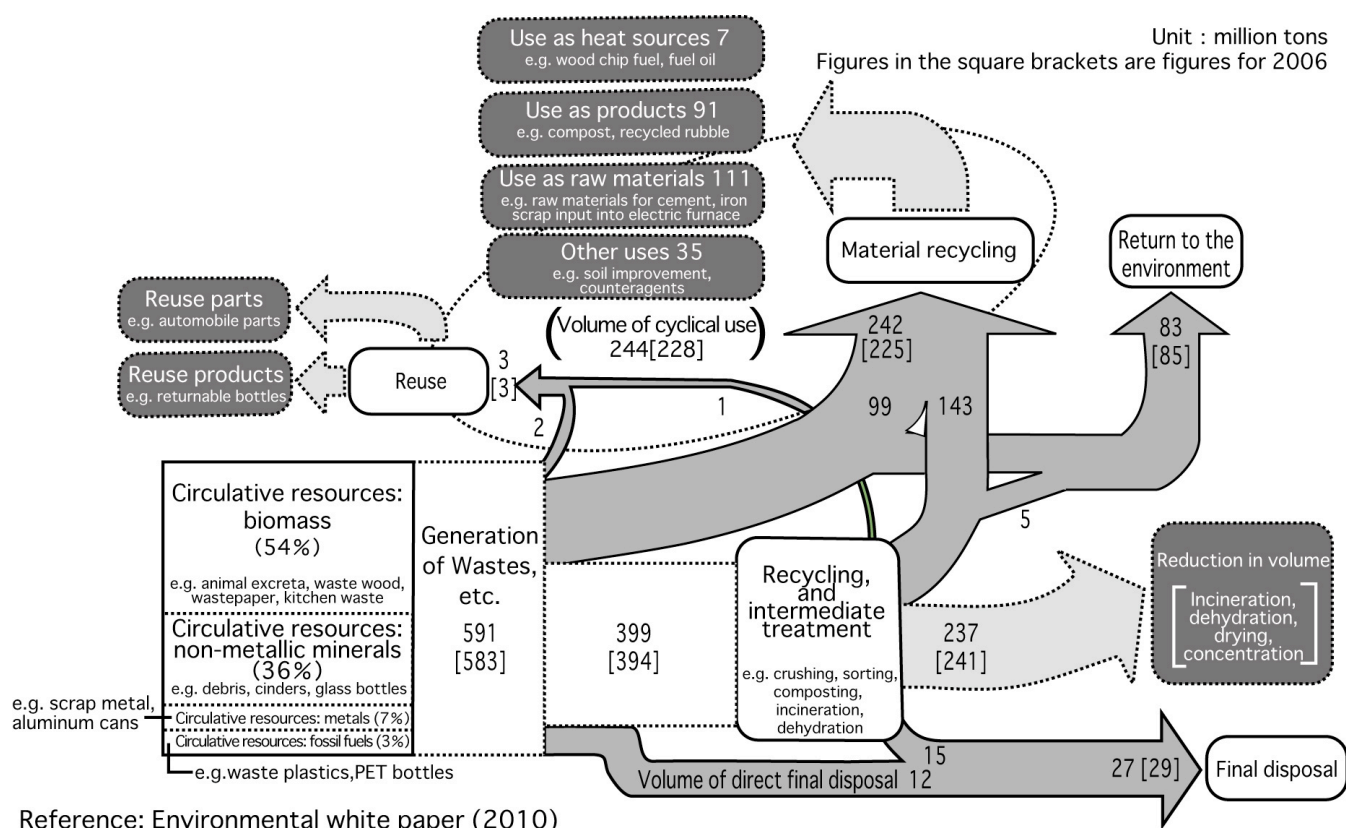 Unit : million tons
Figures in the square brackets are figures for 2006
Use as heat sources 7
e.g. wood chip fuel, fuel oil
Use as products 91
e.g. compost, recycled rubble
Use as raw materials 111
e.g. raw materials for cement, iron
scrap input into electric furnace
Other uses 35
e.g. soil improvement,
counteragents
Material recycling
Return to the
environment
Reuse parts
e.g. automobile parts
Reuse products
e.g. returnable bottles
Reuse
3
[3]
(Volume of cyclical use
244[228])
242
[225]
83
[85]
1
2
99
143
5
Circulative resources:
biomass
(54%)
e.g. animal excreta, waste wood,
wastepaper, kitchen waste
Circulative resources:
non-metallic minerals
(36%)
e.g. debris, cinders, glass bottles
Circulative resources: metals (7%)
Circulative resources: fossil fuels (3%)
e.g. scrap metal,
aluminum cans
e.g.waste plastics,PET bottles
Generation
of Wastes,
etc.
591
[583]
399
[394]
Recycling,
and
intermediate
treatment
e.g. crushing, sorting,
composting,
incineration,
dehydration
237
[241]
Reduction in volume
[Incineration,
dehydration,
drying,
concentration]
15
Volume of direct final disposal 12
27 [29]
Final disposal
Reference: Environmental white paper (2010)